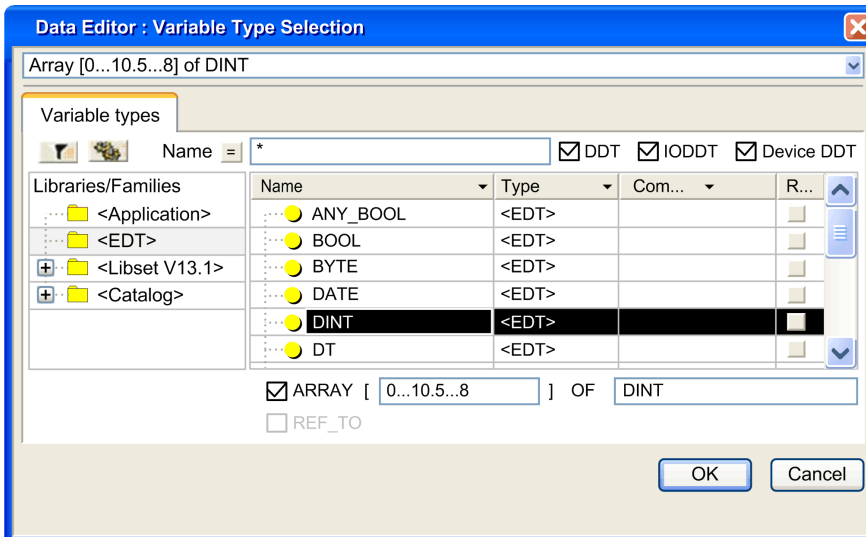 Data Editor : Variable Type Selection
Array [0...10.5...8] of DINT
Variable types
Name = * DDT IODDT Device DDT
Libraries/Families Name Type Com... R...
<Application> ANY_BOOL <EDT>
<EDT> BOOL <EDT>
<Libset V13.1> BYTE <EDT>
<Catalog> DATE <EDT>
DINT <EDT>
DT <EDT>
ARRAY [ 0...10.5...8 ] OF DINT
REF_TO
OK Cancel